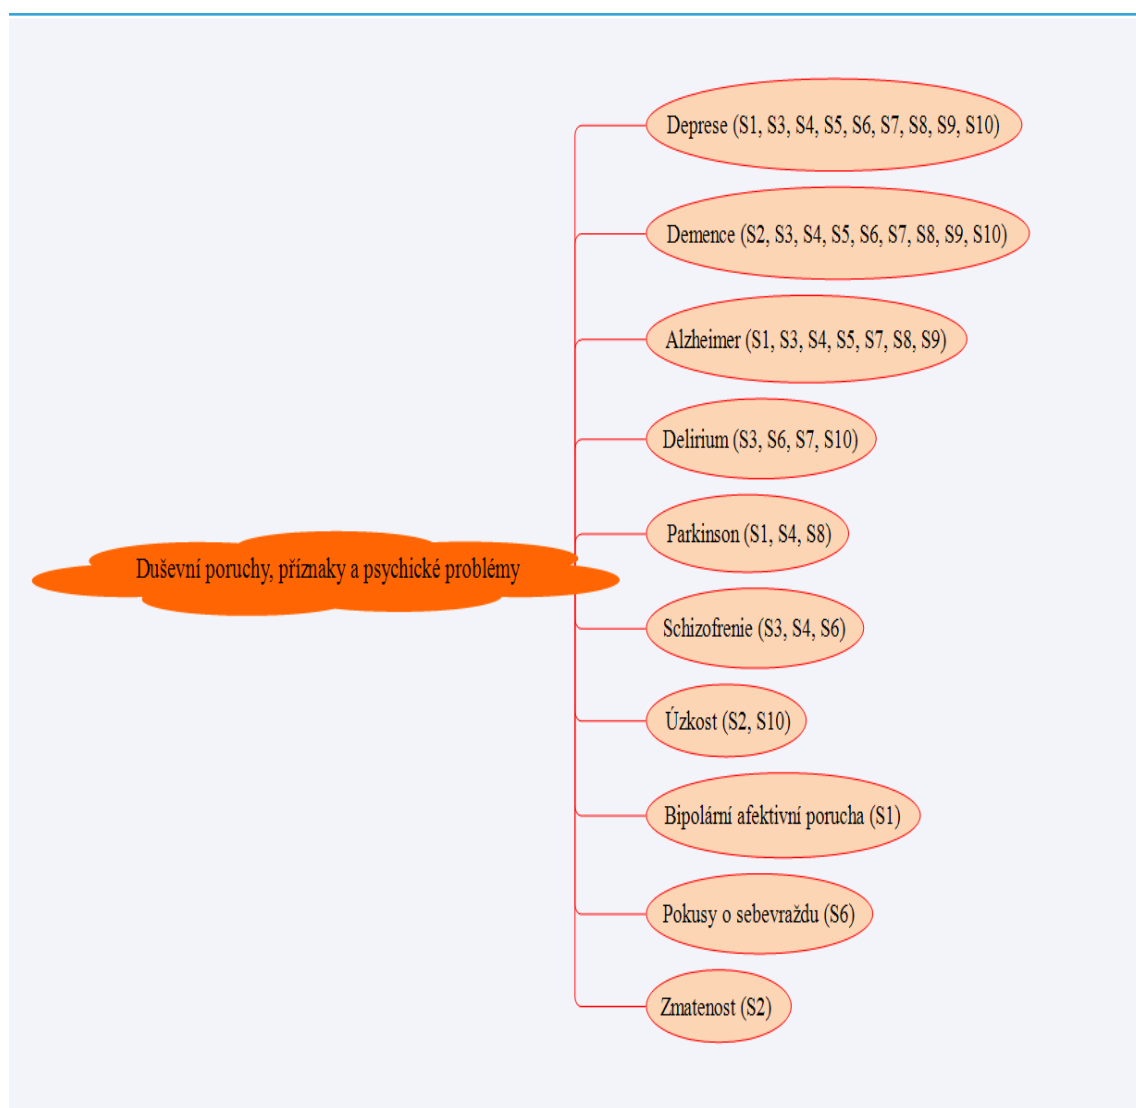 Deprese (S1, S3, S4, S5, S6, S7, S8, S9, S10)
Demence (S2, S3, S4, S5, S6, S7, S8, S9, S10)
Alzheimer (S1, S3, S4, S5, S7, S8, S9)
Delirium (S3, S6, S7, S10)
Parkinson (S1, S4, S8)
Duševní poruchy, příznaky a psychické problémy
Schizofrenie (S3, S4, S6)
Úzkost (S2, S10)
Bipolární afektivní porucha (S1)
Pokusy o sebevraždu (S6)
Zmatenost (S2)